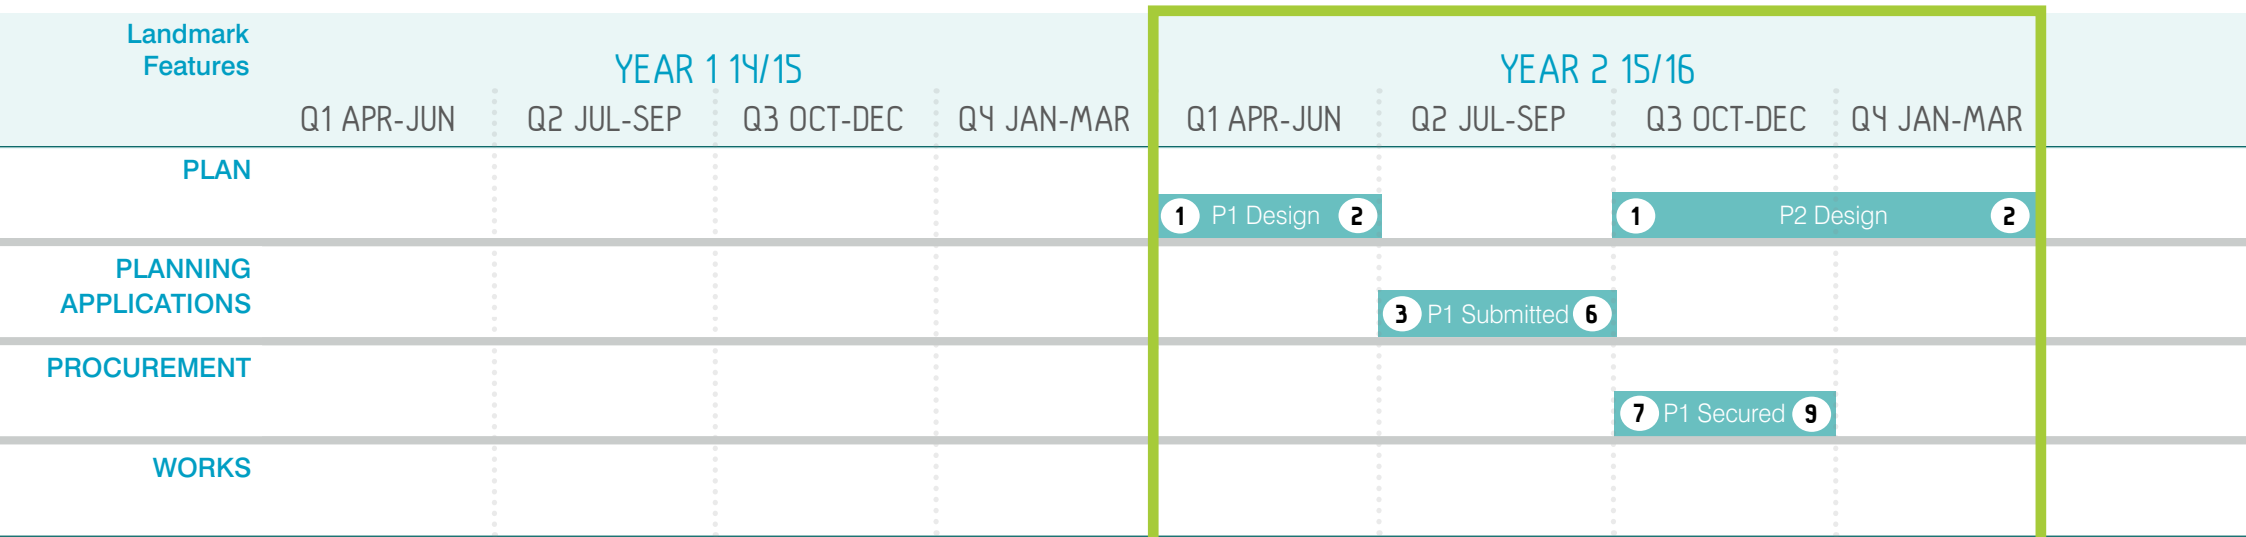 Landmark
Features
YEAR 1 14/15
YEAR 2 15/16
Q1 APR-JUN
Q2 JUL-SEP
Q3 OCT-DEC
Q4 JAN-MAR
Q1 APR-JUN
Q2 JUL-SEP
Q3 OCT-DEC
Q4 JAN-MAR
PLAN
1 P1 Design 2
1 P2 Design 2
PLANNING
APPLICATIONS
3 P1 Submitted 6
PROCUREMENT
7 P1 Secured 9
WORKS